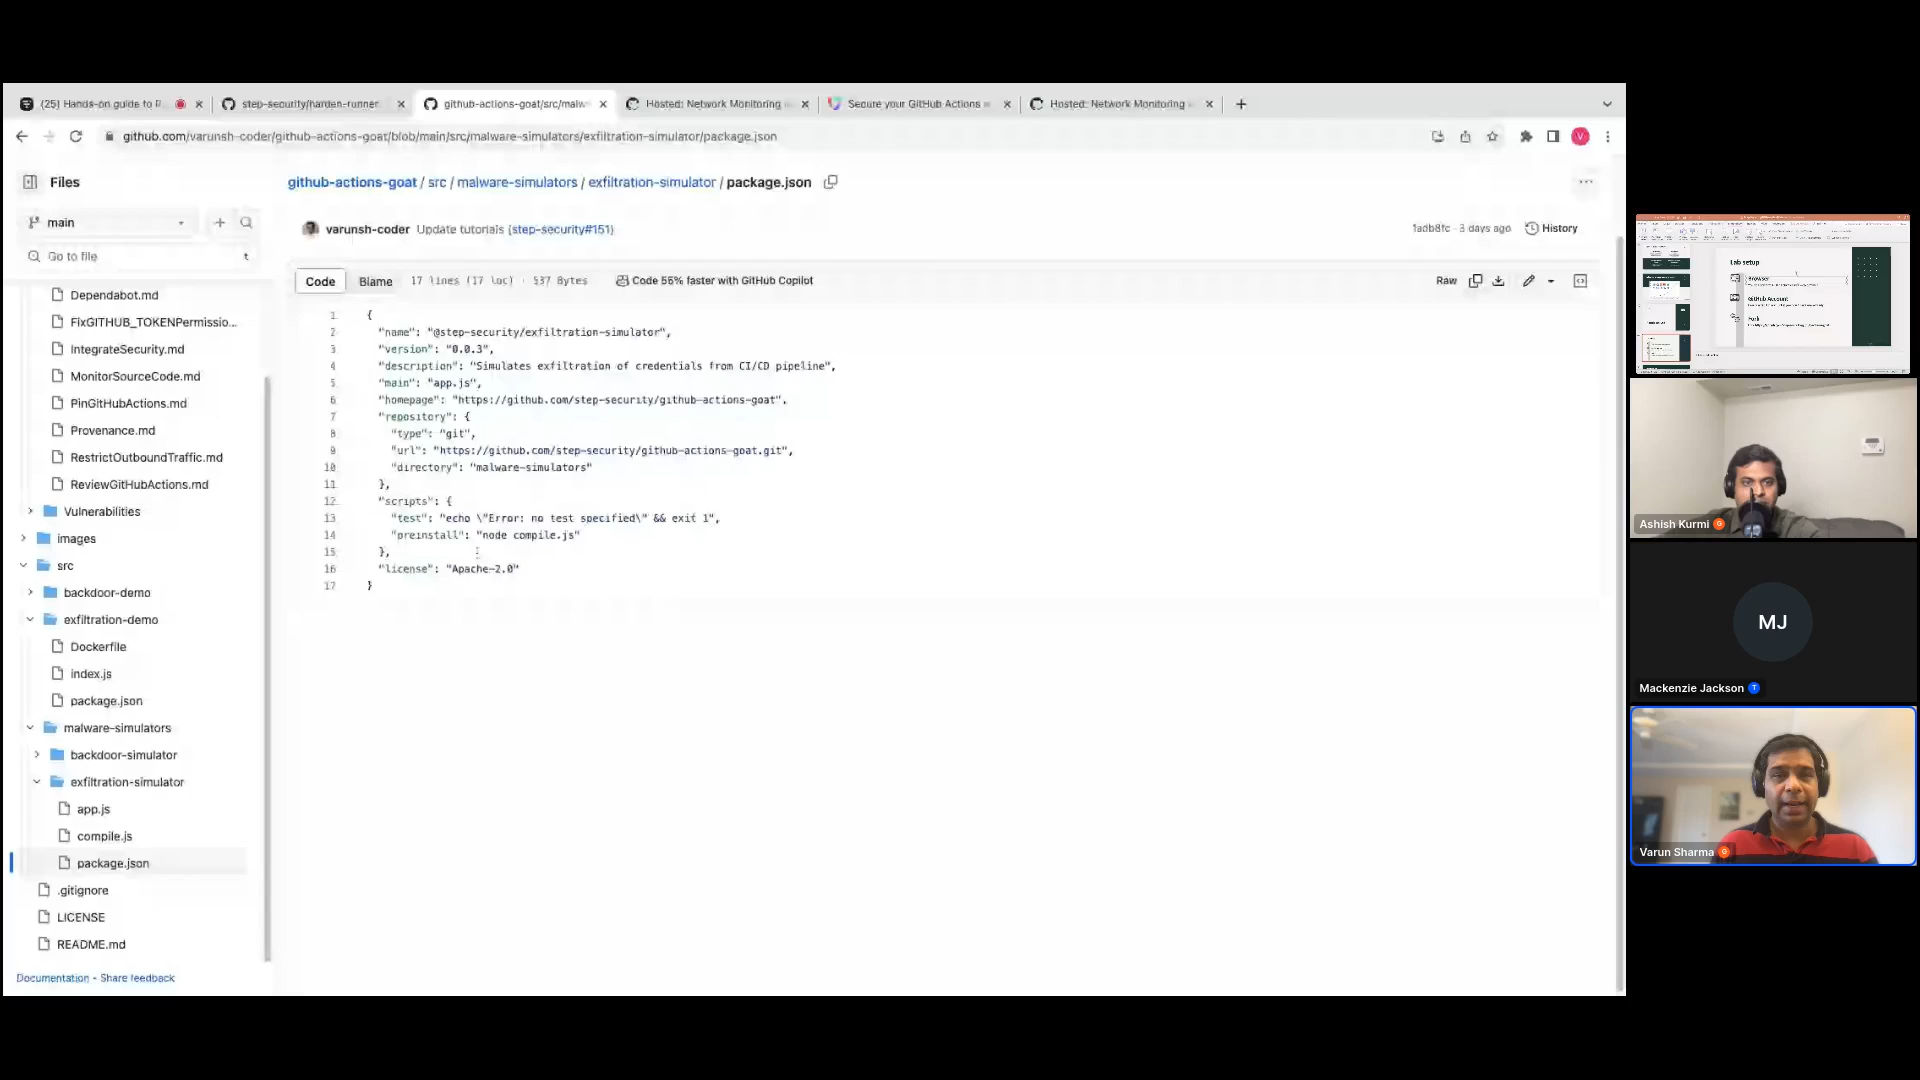 (25) Hands-on guide to
step-security/harden-runner
github-actions-goat/src/malw
Hosted: Network Monitoring
Secure your GitHub Actions
Hosted: Network Monitoring
github.com/varunsh-coder/github-actions-goat/blob/main/src/malware-simulators/exfiltration-simulator/package.json
V
Files
main
Go to file
t
Dependabot.md
FixGITHUB_TOKENPermissio...
IntegrateSecurity.md
MonitorSourceCode.md
PinGitHubActions.md
Provenance.md
RestrictOutboundTraffic.md
ReviewGitHubActions.md
Vulnerabilities
images
src
backdoor-demo
exfiltration-demo
Dockerfile
index.js
package.json
malware-simulators
backdoor-simulator
exfiltration-simulator
app.js
compile.js
package.json
.gitignore
LICENSE
README.md
Documentation • Share feedback
github-actions-goat / src / malware-simulators / exfiltration-simulator / package.json
varunsh-coder Update tutorials (step-security#151)
1adb8fc · 3 days ago History
Code Blame 17 lines (17 loc) · 537 Bytes Code 55% faster with GitHub Copilot
Raw
1 {
2 "name": "@step-security/exfiltration-simulator",
3 "version": "0.0.3",
4 "description": "Simulates exfiltration of credentials from CI/CD pipeline",
5 "main": "app.js",
6 "homepage": "https://github.com/step-security/github-actions-goat",
7 "repository": {
8 "type": "git",
9 "url": "https://github.com/step-security/github-actions-goat.git",
10 "directory": "malware-simulators"
11 },
12 "scripts": {
13 "test": "echo \"Error: no test specified\" && exit 1",
14 "preinstall": "node compile.js"
15 },
16 "license": "Apache-2.0"
17 }
Lab setup
Browser
GitHub Account
Fork
Ashish Kurmi
MJ
Mackenzie Jackson
Varun Sharma